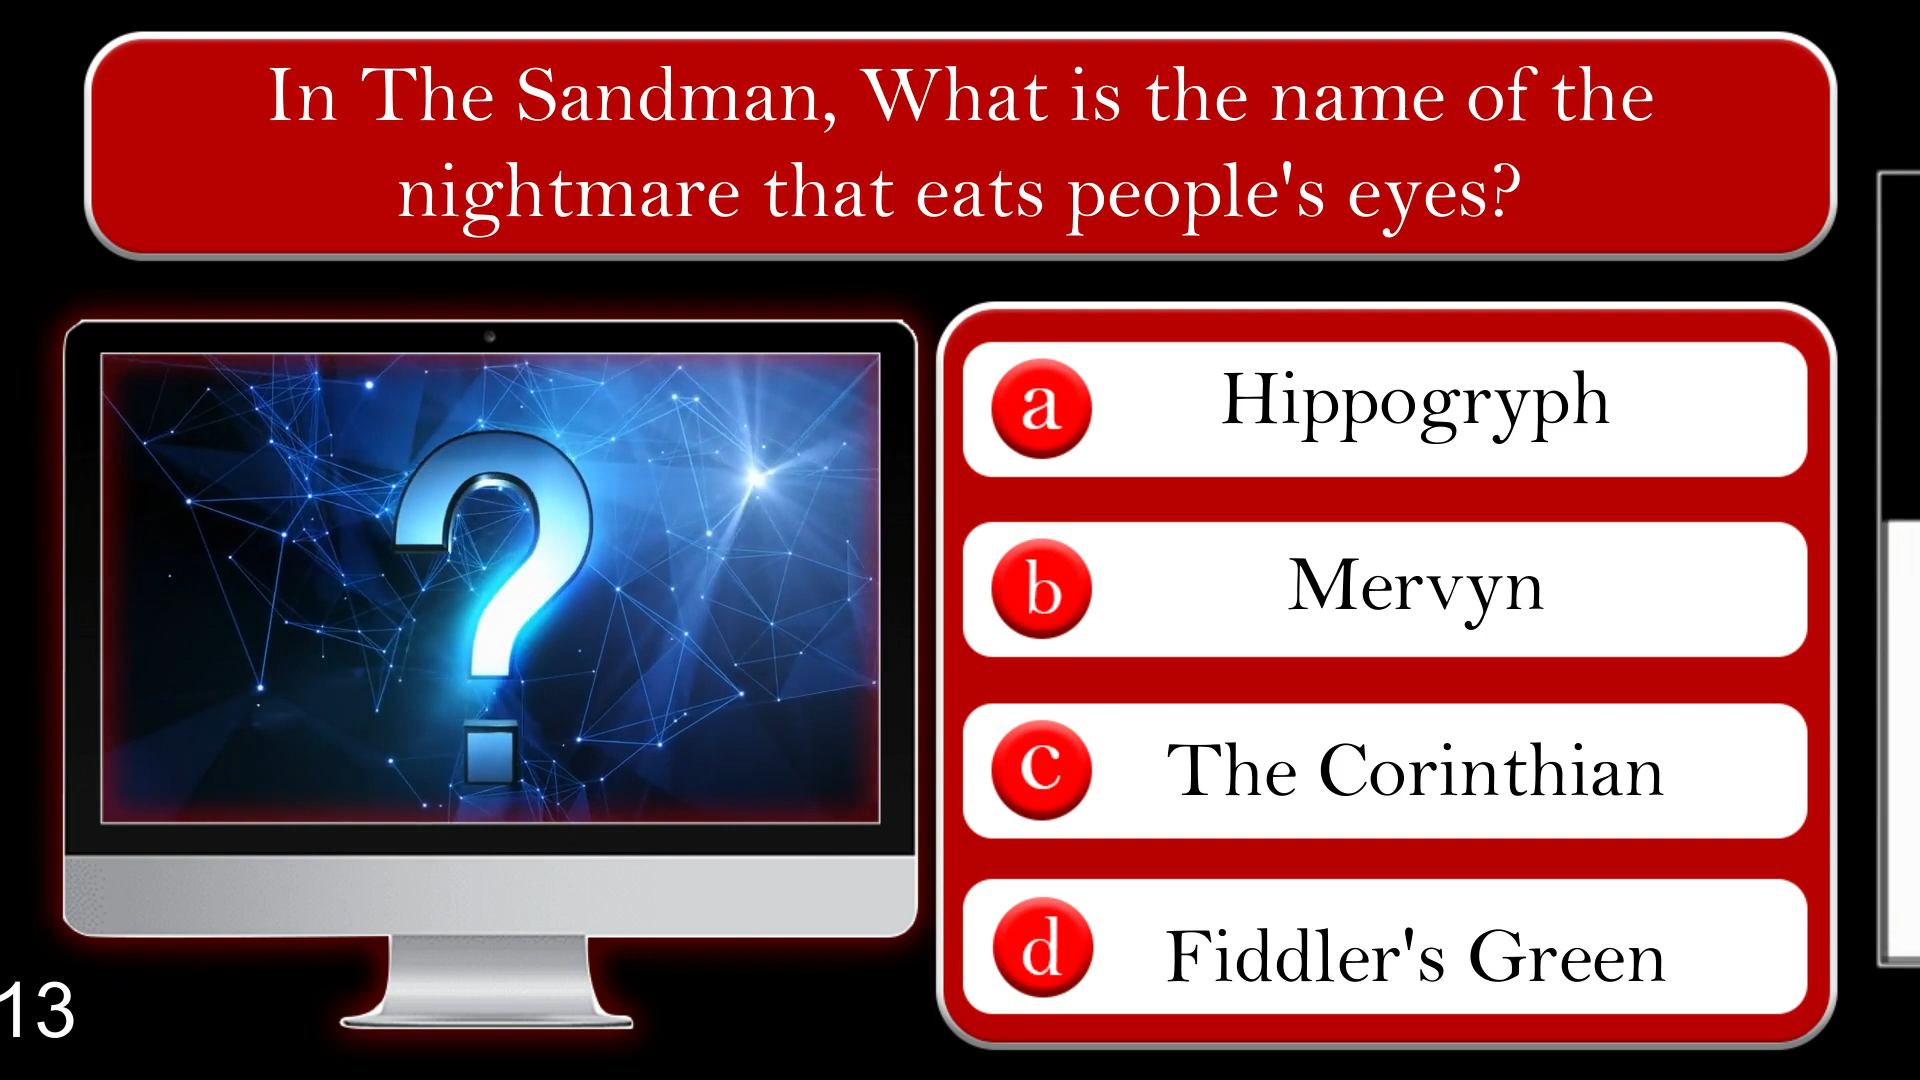 In The Sandman, What is the name of the
nightmare that eats people's eyes?
a Hippogryph
b Mervyn
c The Corinthian
d Fiddler's Green
13